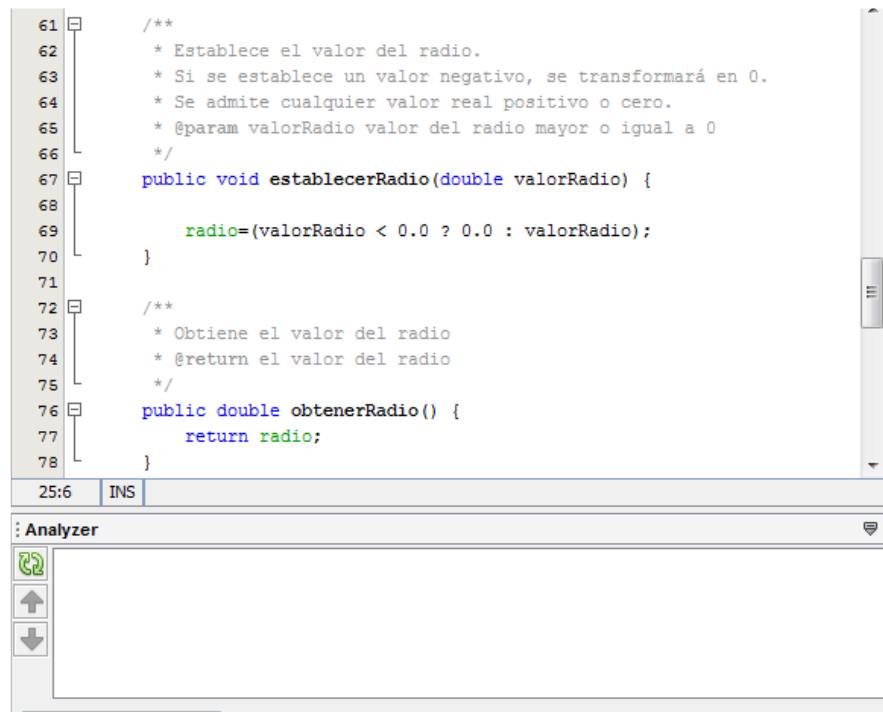 61 /**
62 * Establece el valor del radio.
63 * Si se establece un valor negativo, se transformará en 0.
64 * Se admite cualquier valor real positivo o cero.
65 * @param valorRadio valor del radio mayor o igual a 0
66 */
67 public void establecerRadio(double valorRadio) {
68
69 radio=(valorRadio < 0.0 ? 0.0 : valorRadio);
70 }
71
72 /**
73 * Obtiene el valor del radio
74 * @return el valor del radio
75 */
76 public double obtenerRadio() {
77 return radio;
78 }
25:6 INS
Analyzer